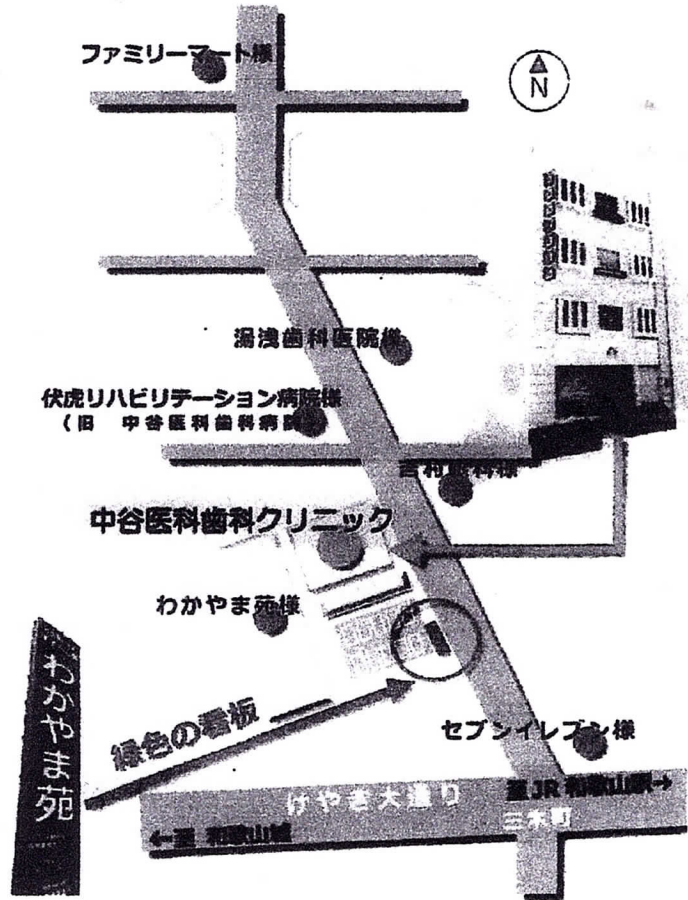 ファミリーマート様
N
湯浅歯科医院様
伏虎リハビリテーション病院様
(旧 中谷医科歯科病院)
吉村歯科様
中谷医科歯科クリニック
わかやま苑様
わかやま苑
緑色の看板
セブンイレブン様
けやき大通り
至JR 和歌山駅→
三木町
←至 和歌山城